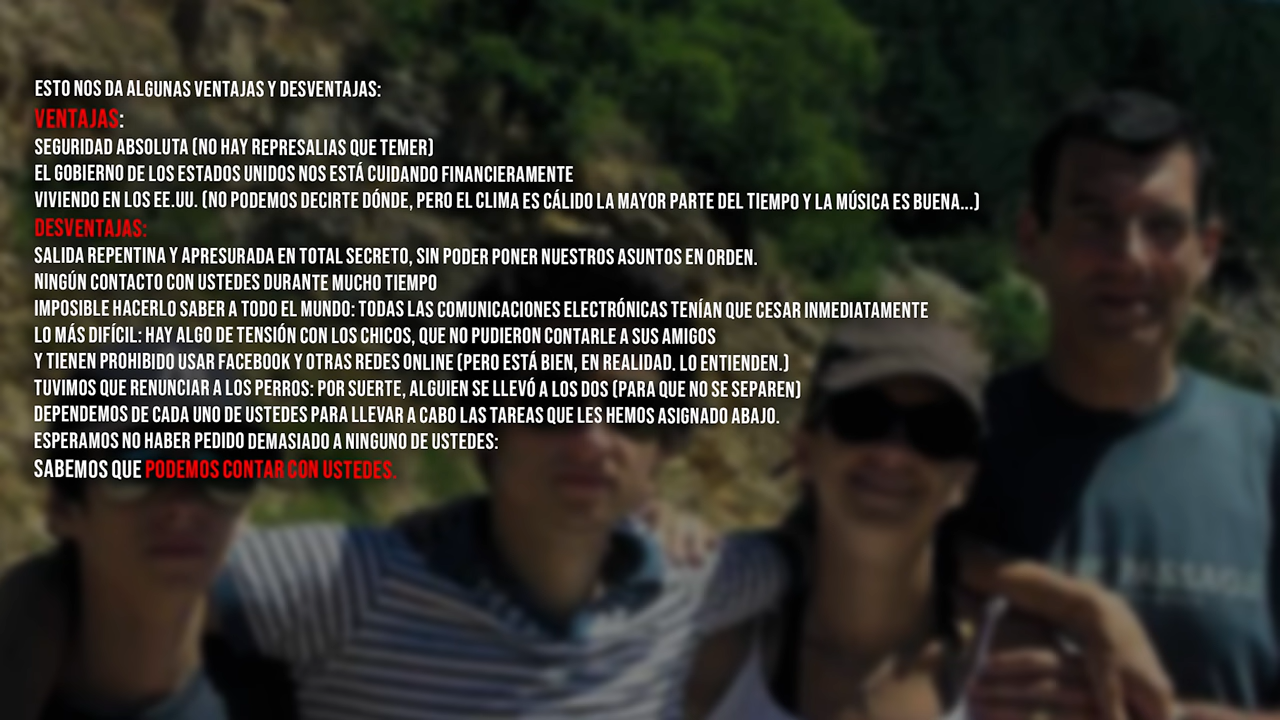 ESTO NOS DA ALGUNAS VENTAJAS Y DESVENTAJAS:
VENTAJAS:
SEGURIDAD ABSOLUTA (NO HAY REPRESALIAS QUE TEMER)
EL GOBIERNO DE LOS ESTADOS UNIDOS NOS ESTÁ CUIDANDO FINANCIERAMENTE
VIVIENDO EN LOS EE.UU. (NO PODEMOS DECIRTE DÓNDE, PERO EL CLIMA ES CÁLIDO LA MAYOR PARTE DEL TIEMPO Y LA MÚSICA ES BUENA...)
DESVENTAJAS:
SALIDA REPENTINA Y APRESURADA EN TOTAL SECRETO, SIN PODER PONER NUESTROS ASUNTOS EN ORDEN.
NINGÚN CONTACTO CON USTEDES DURANTE MUCHO TIEMPO
IMPOSIBLE HACERLO SABER A TODO EL MUNDO: TODAS LAS COMUNICACIONES ELECTRÓNICAS TENÍAN QUE CESAR INMEDIATAMENTE
LO MÁS DIFÍCIL: HAY ALGO DE TENSIÓN CON LOS CHICOS, QUE NO PUDIERON CONTARLE A SUS AMIGOS
Y TIENEN PROHIBIDO USAR FACEBOOK Y OTRAS REDES ONLINE (PERO ESTÁ BIEN, EN REALIDAD. LO ENTIENDEN.)
TUVIMOS QUE RENUNCIAR A LOS PERROS: POR SUERTE, ALGUIEN SE LLEVÓ A LOS DOS (PARA QUE NO SE SEPAREN)
DEPENDEMOS DE CADA UNO DE USTEDES PARA LLEVAR A CABO LAS TAREAS QUE LES HEMOS ASIGNADO ABAJO.
ESPERAMOS NO HABER PEDIDO DEMASIADO A NINGUNO DE USTEDES:
SABEMOS QUE PODEMOS CONTAR CON USTEDES.